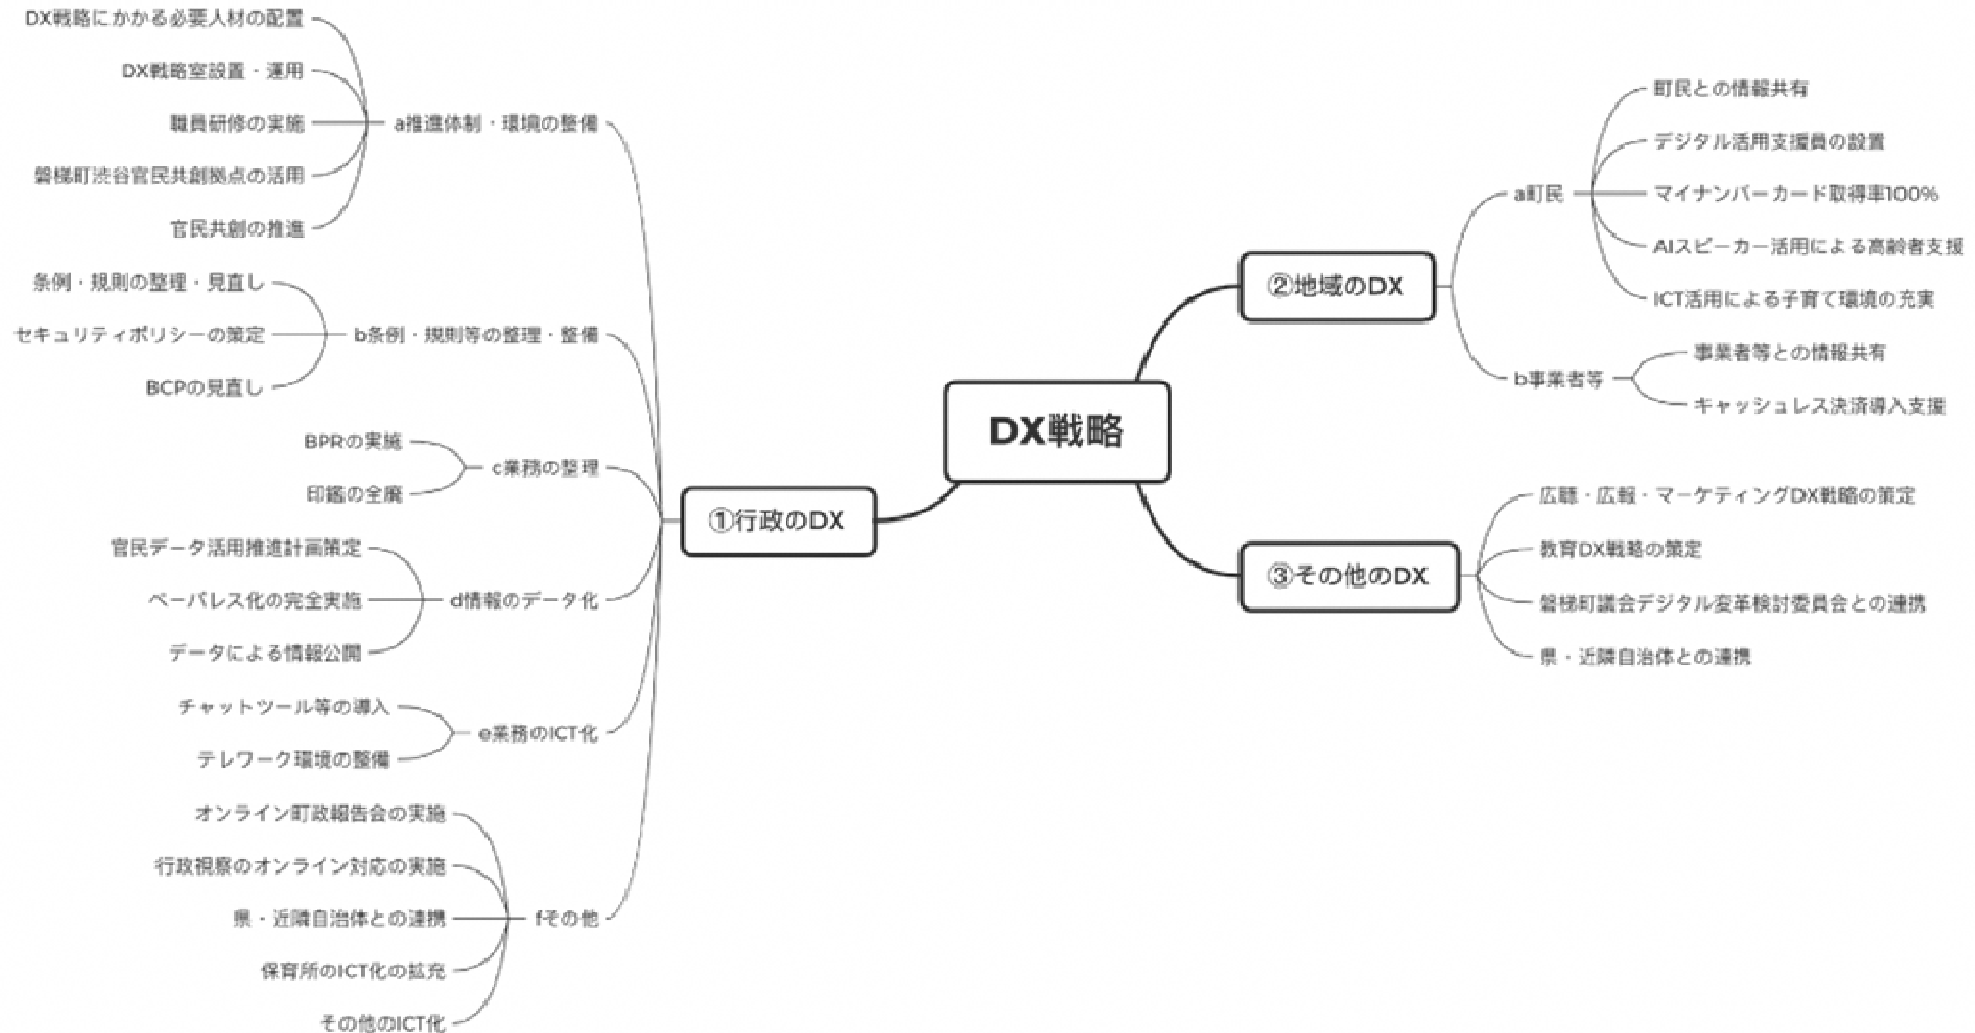 DX戦略
①行政のDX
a推進体制・環境の整備
DX戦略にかかる必要人材の配置
DX戦略室設置・運用
職員研修の実施
磐梯町渋谷官民共創拠点の活用
官民共創の推進
b条例・規則等の整理・整備
条例・規則の整理・見直し
セキュリティポリシーの策定
BCPの見直し
c業務の整理
BPRの実施
印鑑の全廃
d情報のデータ化
官民データ活用推進計画策定
ペーパレス化の完全実施
データによる情報公開
e業務のICT化
チャットツール等の導入
テレワーク環境の整備
fその他
オンライン町政報告会の実施
行政視察のオンライン対応の実施
県・近隣自治体との連携
保育所のICT化の拡充
その他のICT化
②地域のDX
a町民
町民との情報共有
デジタル活用支援員の設置
マイナンバーカード取得率100%
AIスピーカー活用による高齢者支援
ICT活用による子育て環境の充実
b事業者等
事業者等との情報共有
キャッシュレス決済導入支援
③その他のDX
広聴・広報・マーケティングDX戦略の策定
教育DX戦略の策定
磐梯町議会デジタル変革検討委員会との連携
県・近隣自治体との連携